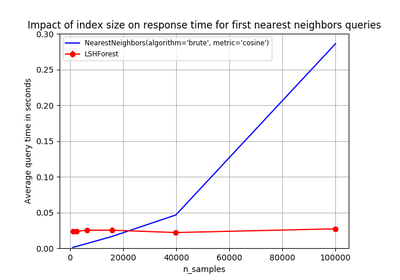 Impact of index size on response time for first nearest neighbors queries
NearestNeighbors(algorithm='brute', metric='cosine')
LSHForest
Average query time in seconds
0.30
0.25
0.20
0.15
0.10
0.05
0.00
0 20000 40000 60000 80000 100000
n_samples